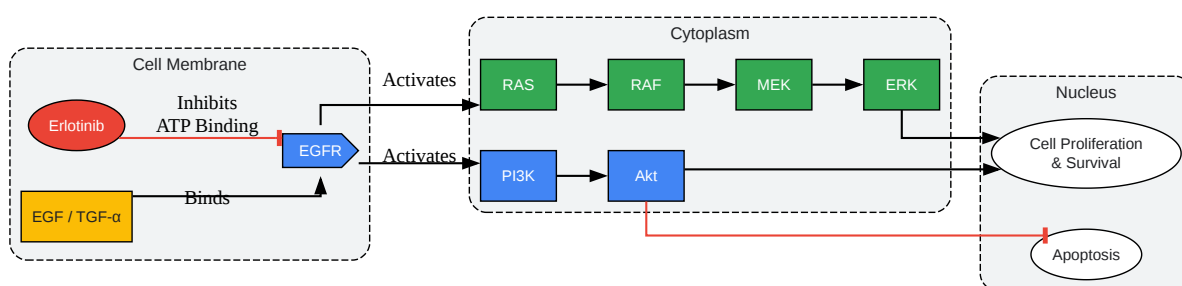 Cell Membrane
Erlotinib
Inhibits
ATP Binding
EGFR
EGF / TGF-α
Binds
Activates
Activates
Cytoplasm
RAS
RAF
MEK
ERK
PI3K
Akt
Nucleus
Cell Proliferation
& Survival
Apoptosis